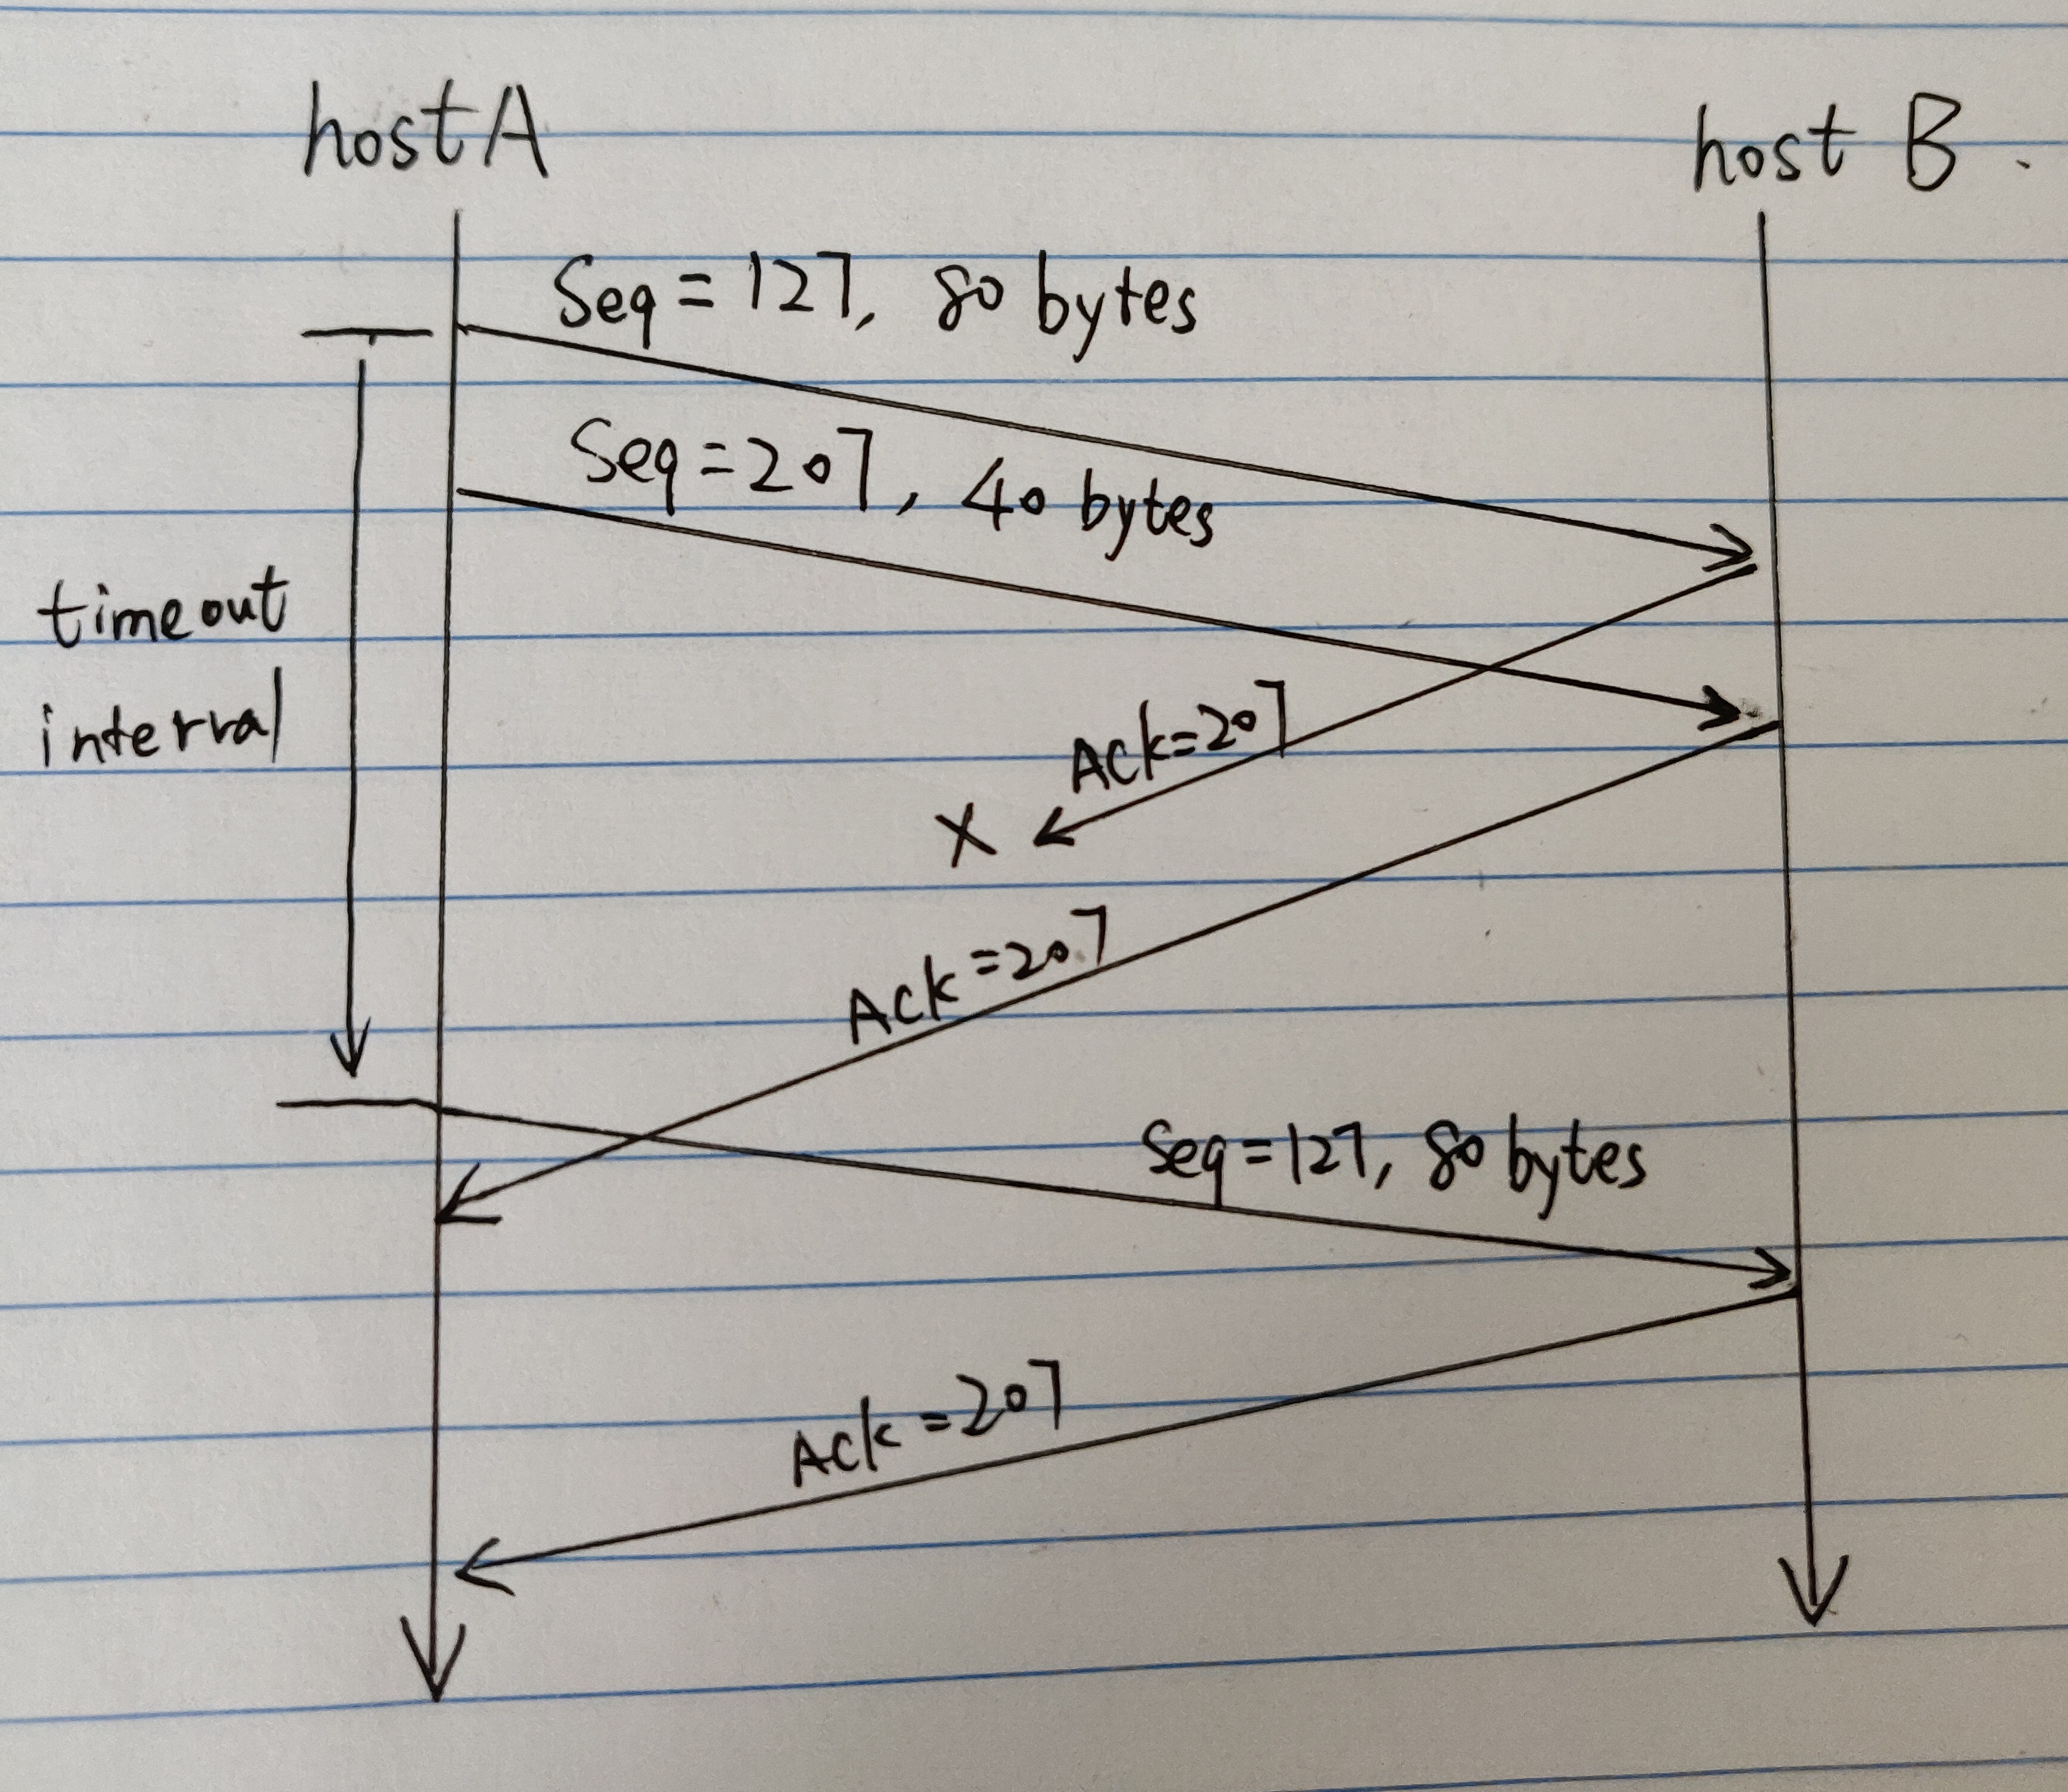 host A
host B.
Seq = 127, 80 bytes
Seq = 207, 40 bytes
timeout
interval
Ack=207
X
Ack=207
Seq=127, 80 bytes
Ack=207